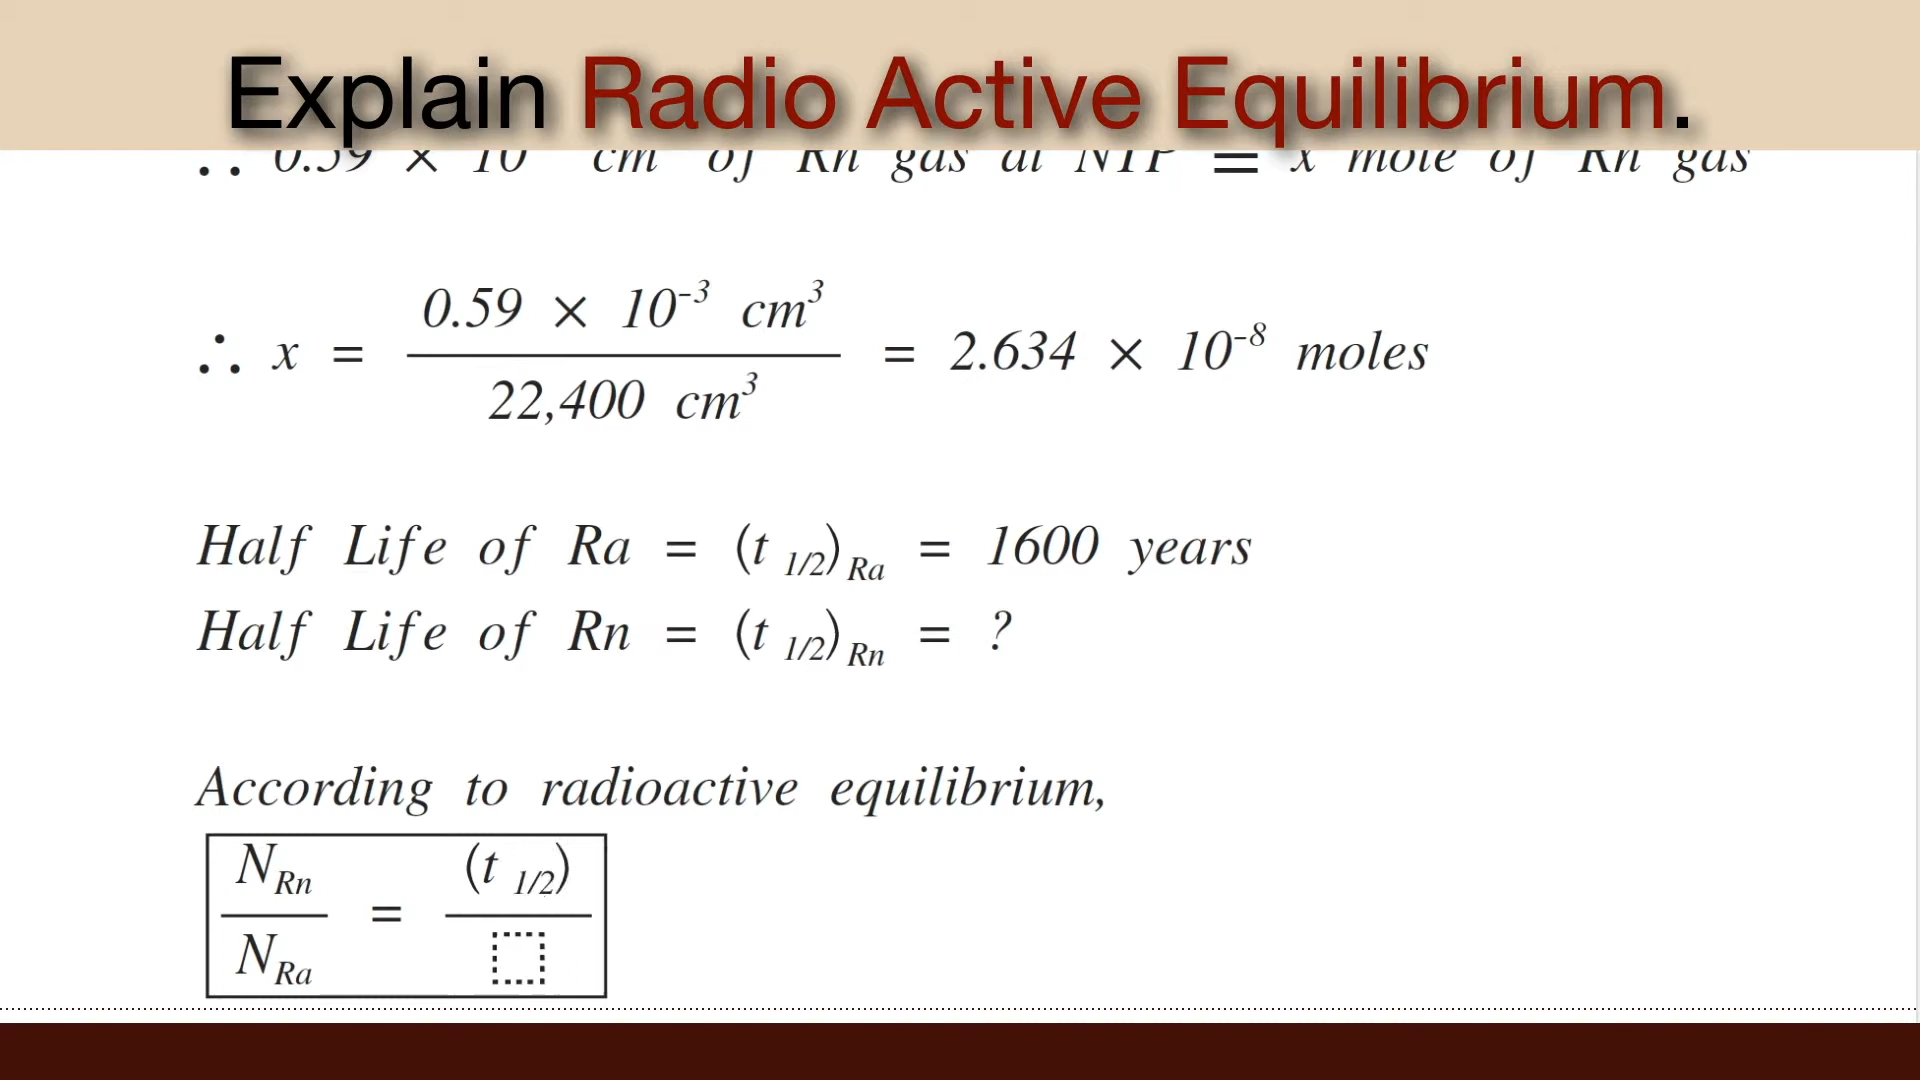 Explain Radio Active Equilibrium.
∴ 0.59 × 10 cm of Rn gas at NTP = x mole of Rn gas
∴ x = 0.59 × 10⁻³ cm³ / 22,400 cm³ = 2.634 × 10⁻⁸ moles
Half Life of Ra = (t 1/2) Ra = 1600 years
Half Life of Rn = (t 1/2) Rn = ?
According to radioactive equilibrium,
N Rn / N Ra = (t 1/2) /